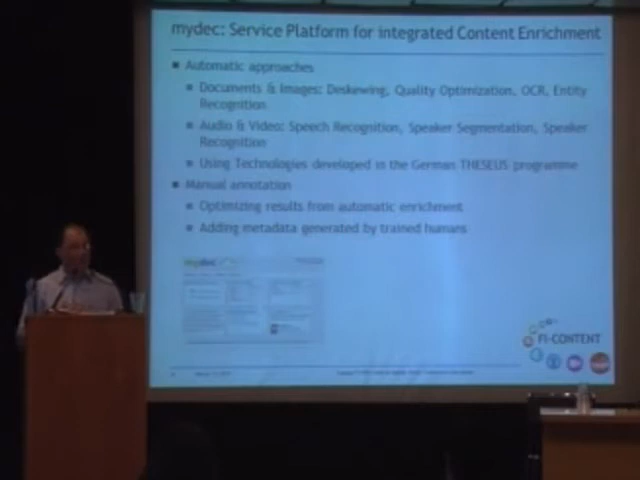 mydec: Service Platform for integrated Content Enrichment
Automatic approaches
Documents & Images: Deskewing, Quality Optimization, OCR, Entity
Recognition
Audio & Video: Speech Recognition, Speaker Segmentation, Speaker
Recognition
Using Technologies developed in the German THESEUS programme
Manual annotation
Optimizing results from automatic enrichment
Adding metadata generated by trained humans
mydec
FI-CONTENT